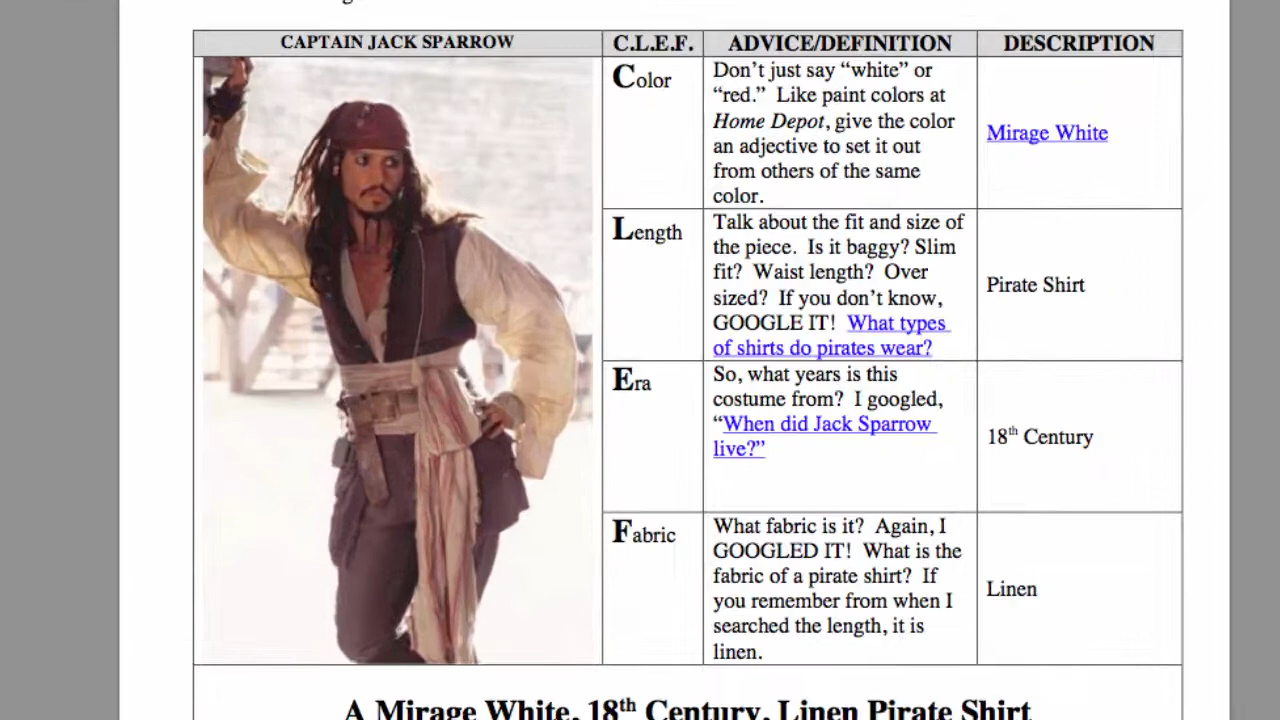 CAPTAIN JACK SPARROW C.L.E.F. ADVICE/DEFINITION DESCRIPTION
Color
Don’t just say “white” or
“red.” Like paint colors at
Home Depot, give the color
an adjective to set it out
from others of the same
color.
Mirage White
Length
Talk about the fit and size of
the piece. Is it baggy? Slim
fit? Waist length? Over
sized? If you don’t know,
GOOGLE IT! What types
of shirts do pirates wear?
Pirate Shirt
Era
So, what years is this
costume from? I googled,
“When did Jack Sparrow
live?”
18th Century
Fabric
What fabric is it? Again, I
GOOGLED IT! What is the
fabric of a pirate shirt? If
you remember from when I
searched the length, it is
linen.
Linen
A Mirage White, 18th Century, Linen Pirate Shirt